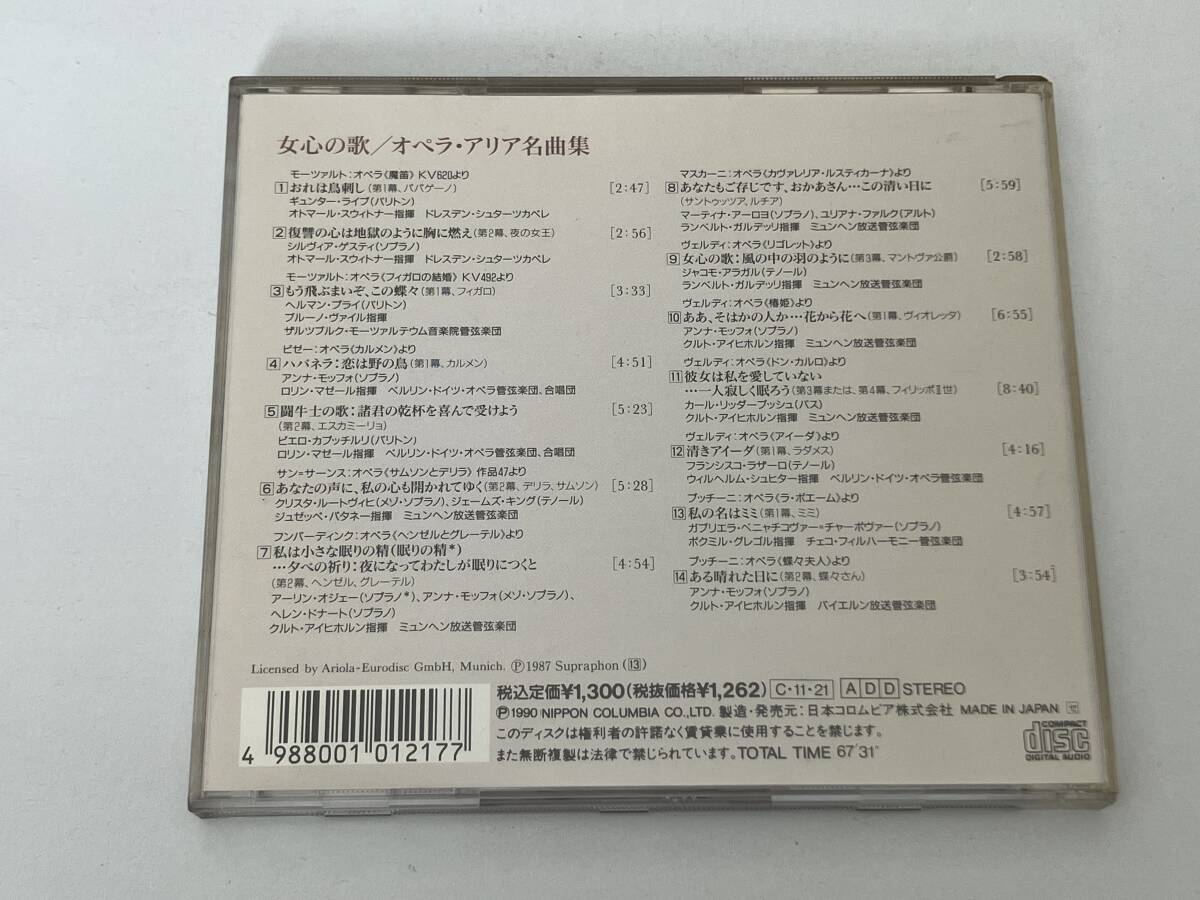 女心の歌／オペラ・アリア名曲集
モーツァルト：オペラ《魔笛》KV620より
1 おれは鳥刺し（第1幕、パパゲーノ） [2:47]
ギュンター・ライプ（バリトン）
オトマール・スウィトナー指揮 ドレスデン・シュターツカペレ
2 復讐の心は地獄のように胸に燃え（第2幕、夜の女王） [2:56]
シルヴィア・ゲスティ（ソプラノ）
オトマール・スウィトナー指揮 ドレスデン・シュターツカペレ
モーツァルト：オペラ《フィガロの結婚》KV492より
3 もう飛ぶまいぞ、この蝶々（第1幕、フィガロ） [3:33]
ヘルマン・プライ（バリトン）
ブルーノ・ヴァイル指揮
ザルツブルク・モーツァルテウム音楽院管弦楽団
ビゼー：オペラ《カルメン》より
4 ハバネラ：恋は野の鳥（第1幕、カルメン） [4:51]
アンナ・モッフォ（ソプラノ）
ロリン・マゼール指揮 ベルリン・ドイツ・オペラ管弦楽団、合唱団
5 闘牛士の歌：諸君の乾杯を喜んで受けよう [5:23]
（第2幕、エスカミーリョ）
ピエロ・カプッチルリ（バリトン）
ロリン・マゼール指揮 ベルリン・ドイツ・オペラ管弦楽団、合唱団
サン＝サーンス：オペラ《サムソンとデリラ》作品47より
6 あなたの声に、私の心も開かれてゆく（第2幕、デリラ、サムソン） [5:28]
クリスタ・ルートヴィヒ（メゾ・ソプラノ）、ジェームズ・キング（テノール）
ジュゼッペ・パタネー指揮 ミュンヘン放送管弦楽団
フンパーディンク：オペラ《ヘンゼルとグレーテル》より
7 私は小さな眠りの精（眠りの精*）
…夕べの祈り：夜になってわたしが眠りにつくと [4:54]
（第2幕、ヘンゼル、グレーテル）
アーリン・オジェー（ソプラノ*）、アンナ・モッフォ（メゾ・ソプラノ）、
ヘレン・ドナート（ソプラノ）
クルト・アイヒホルン指揮 ミュンヘン放送管弦楽団
マスカーニ：オペラ《カヴァレリア・ルスティカーナ》より
8 あなたもご存じです、おかあさん…この清い日に [5:59]
（サントゥッツア、ルチア）
マーティナ・アーロヨ（ソプラノ）、ユリアナ・ファルク（アルト）
ランベルト・ガルデッリ指揮 ミュンヘン放送管弦楽団
ヴェルディ：オペラ《リゴレット》より
9 女心の歌：風の中の羽のように（第3幕、マントヴァ公爵） [2:58]
ジャコモ・アラガル（テノール）
ランベルト・ガルデッリ指揮 ミュンヘン放送管弦楽団
ヴェルディ：オペラ《椿姫》より
10 ああ、そはかの人か…花から花へ（第1幕、ヴィオレッタ） [6:55]
アンナ・モッフォ（ソプラノ）
クルト・アイヒホルン指揮 ミュンヘン放送管弦楽団
ヴェルディ：オペラ《ドン・カルロ》より
11 彼女は私を愛していない
…一人寂しく眠ろう（第3幕または、第4幕、フィリッポⅡ世） [8:40]
カール・リッダーブッシュ（バス）
クルト・アイヒホルン指揮 ミュンヘン放送管弦楽団
ヴェルディ：オペラ《アイーダ》より
12 清きアイーダ（第1幕、ラダメス） [4:16]
フランシスコ・ラザーロ（テノール）
ウィルヘルム・シュヒター指揮 ベルリン・ドイツ・オペラ管弦楽団
プッチーニ：オペラ《ラ・ボエーム》より
13 私の名はミミ（第1幕、ミミ） [4:57]
ガブリエラ・ベニャチコヴァー＝チャーポヴァー（ソプラノ）
ボクミル・グレゴル指揮 チェコ・フィルハーモニー管弦楽団
プッチーニ：オペラ《蝶々夫人》より
14 ある晴れた日に（第2幕、蝶々さん） [3:54]
アンナ・モッフォ（ソプラノ）
クルト・アイヒホルン指揮 バイエルン放送管弦楽団
Licensed by Ariola-Eurodisc GmbH, Munich. Ⓟ1987 Supraphon (13)
税込定価¥1,300（税抜価格¥1,262） C・11・21 A D D STEREO
Ⓟ1990 NIPPON COLUMBIA CO.,LTD. 製造・発売元：日本コロムビア株式会社 MADE IN JAPAN
このディスクは権利者の許諾なく賃貸業に使用することを禁じます。
また無断複製は法律で禁じられています。TOTAL TIME 67'31"
4 988001 012177
COMPACT disc DIGITAL AUDIO